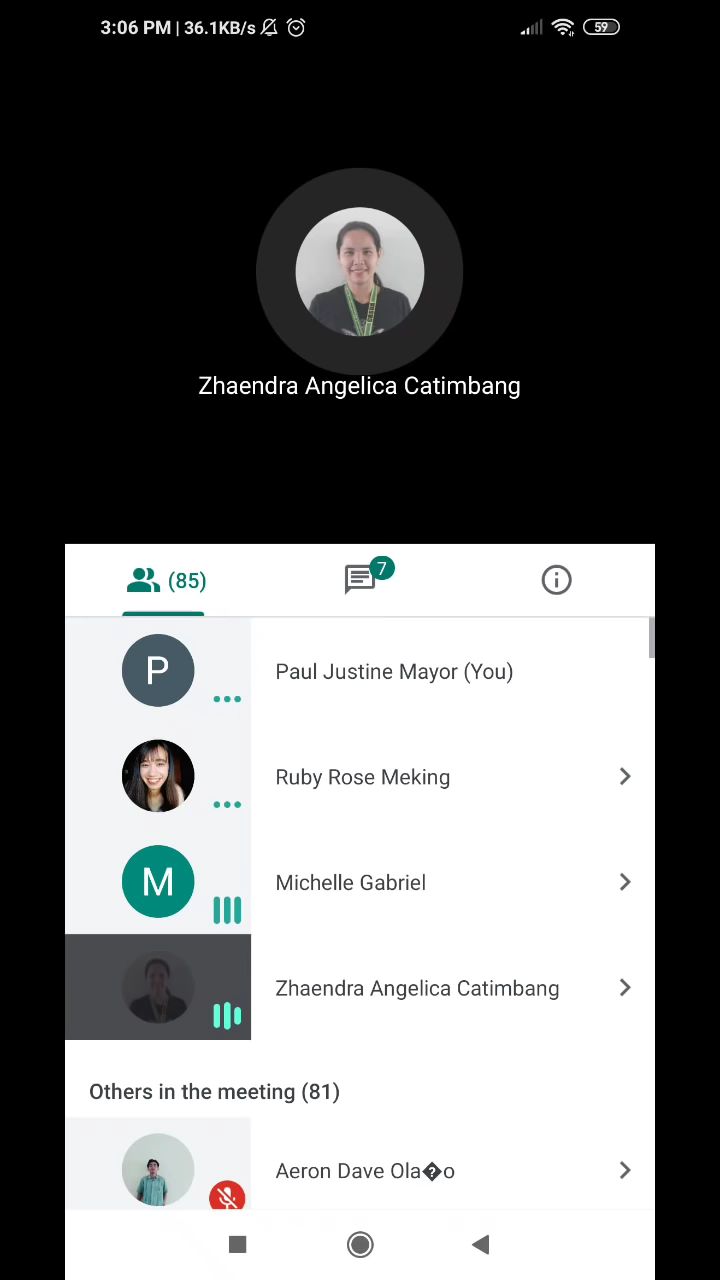 3:06 PM | 36.1KB/s
59
Zhaendra Angelica Catimbang
(85)
7
P
Paul Justine Mayor (You)
Ruby Rose Meking
M
Michelle Gabriel
Zhaendra Angelica Catimbang
Others in the meeting (81)
Aeron Dave Ola�o